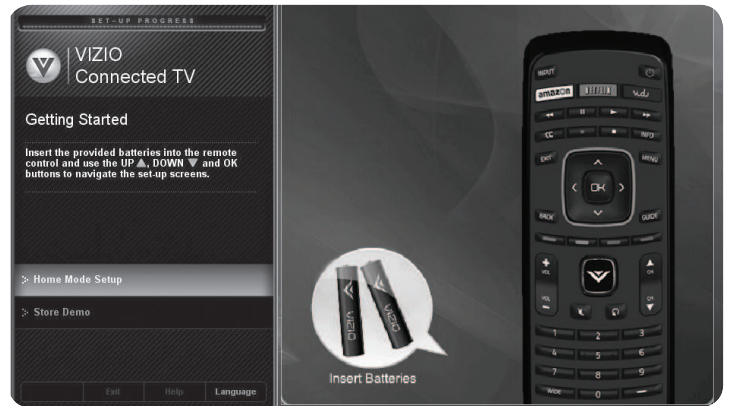 SET-UP PROGRESS
VIZIO
Connected TV
Getting Started
Insert the provided batteries into the remote
control and use the UP ▲, DOWN ▼ and OK
buttons to navigate the set-up screens.
Home Mode Setup
Store Demo
Exit Help Language
VIZIO
VIZIO
Insert Batteries
INPUT
amazon NETFLIX VUDU
CC INFO
EXIT MENU
OK
BACK GUIDE
+ VOL CH
VOL - CH
1 2 3
4 5 6
7 8 9
WIDE 0 —